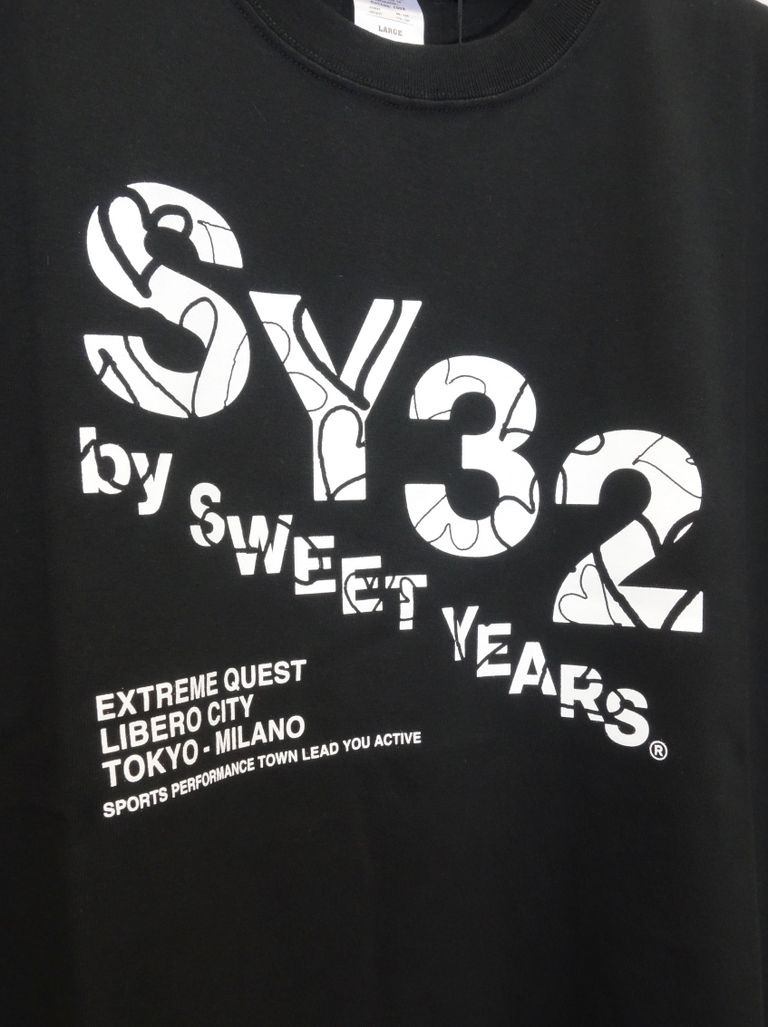 LARGE
SY32
by SWEET YEARS®
EXTREME QUEST
LIBERO CITY
TOKYO - MILANO
SPORTS PERFORMANCE TOWN LEAD YOU ACTIVE